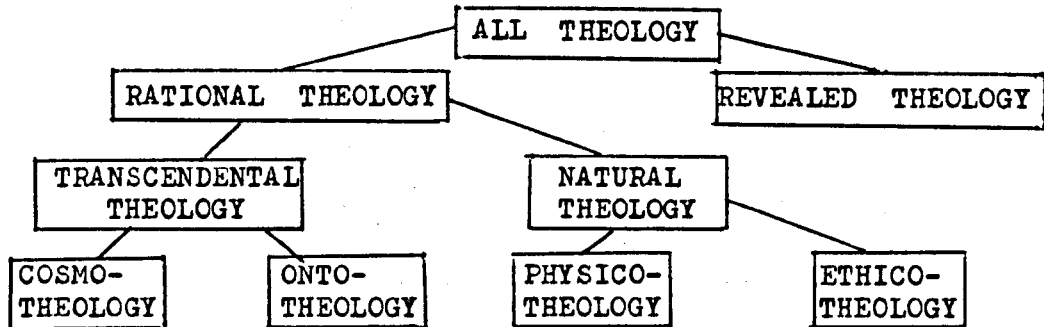 ALL THEOLOGY
RATIONAL THEOLOGY
REVEALED THEOLOGY
TRANSCENDENTAL
THEOLOGY
NATURAL
THEOLOGY
COSMO-
THEOLOGY
ONTO-
THEOLOGY
PHYSICO-
THEOLOGY
ETHICO-
THEOLOGY